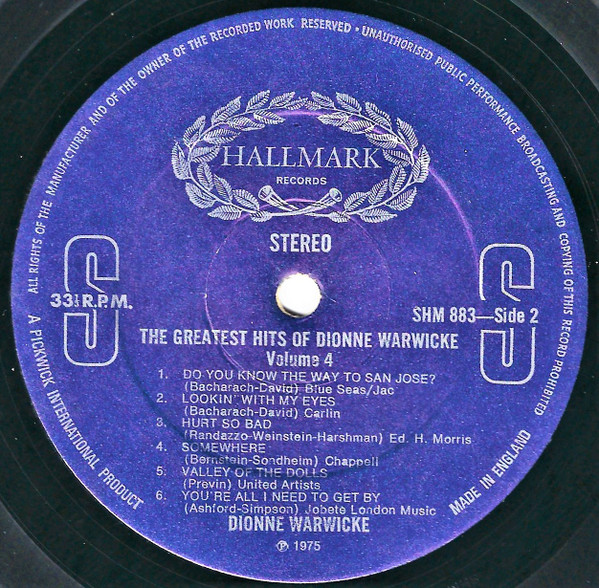 ALL RIGHTS OF THE MANUFACTURER AND OF THE OWNER OF THE RECORDED WORK RESERVED · UNAUTHORISED PUBLIC PERFORMANCE BROADCASTING AND COPYING OF THIS RECORD PROHIBITED
HALLMARK
RECORDS
STEREO
S
S
33⅓ R.P.M.
SHM 883—Side 2
THE GREATEST HITS OF DIONNE WARWICKE
Volume 4
1. DO YOU KNOW THE WAY TO SAN JOSE?
(Bacharach-David) Blue Seas/Jac
2. LOOKIN' WITH MY EYES
(Bacharach-David) Carlin
3. HURT SO BAD
(Randazzo-Weinstein-Harshman) Ed. H. Morris
4. SOMEWHERE
(Bernstein-Sondheim) Chappell
5. VALLEY OF THE DOLLS
(Previn) United Artists
6. YOU'RE ALL I NEED TO GET BY
(Ashford-Simpson) Jobete London Music
DIONNE WARWICKE
℗ 1975
A PICKWICK INTERNATIONAL PRODUCT
MADE IN ENGLAND